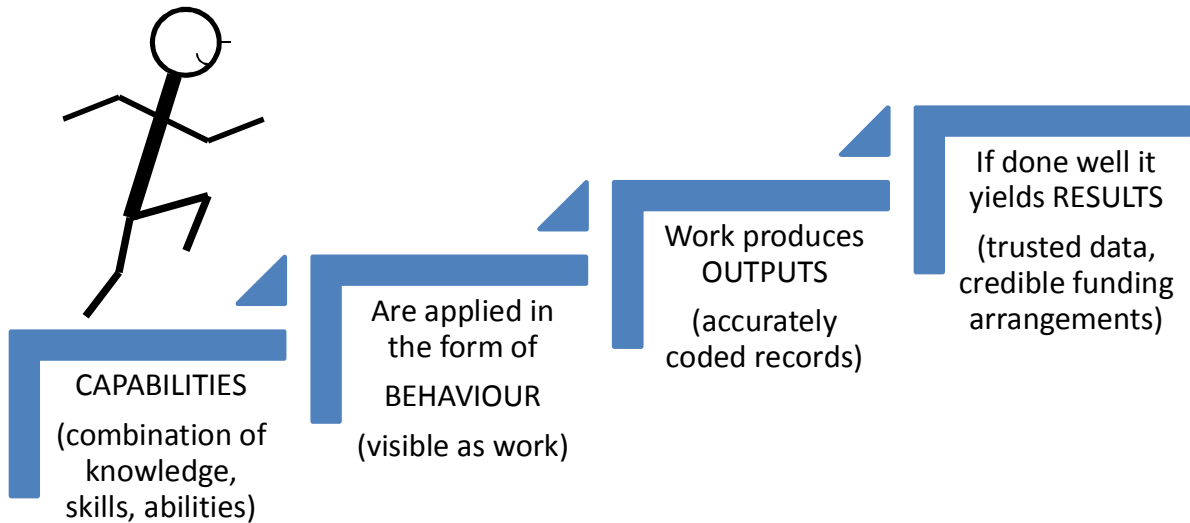 CAPABILITIES
(combination of
knowledge,
skills, abilities)
Are applied in
the form of
BEHAVIOUR
(visible as work)
Work produces
OUTPUTS
(accurately
coded records)
If done well it
yields RESULTS
(trusted data,
credible funding
arrangements)